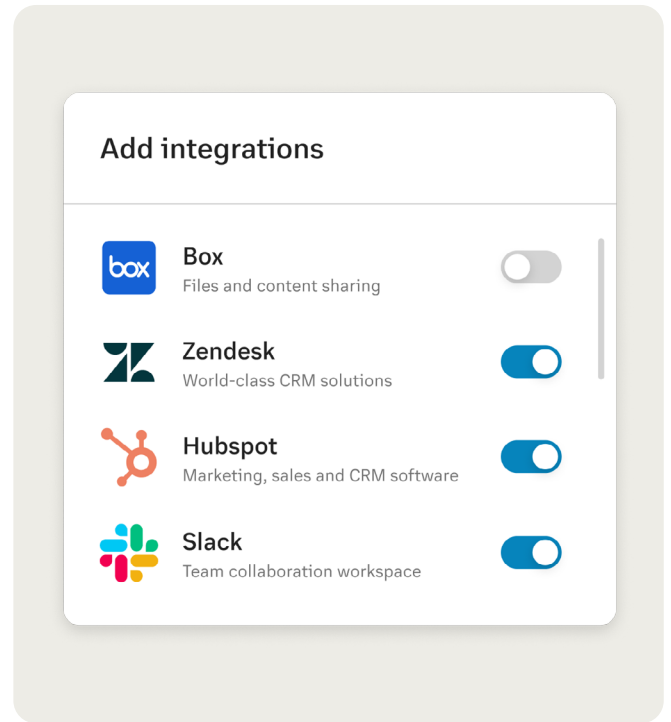 Add integrations
box
Box
Files and content sharing
Zendesk
World-class CRM solutions
Hubspot
Marketing, sales and CRM software
Slack
Team collaboration workspace